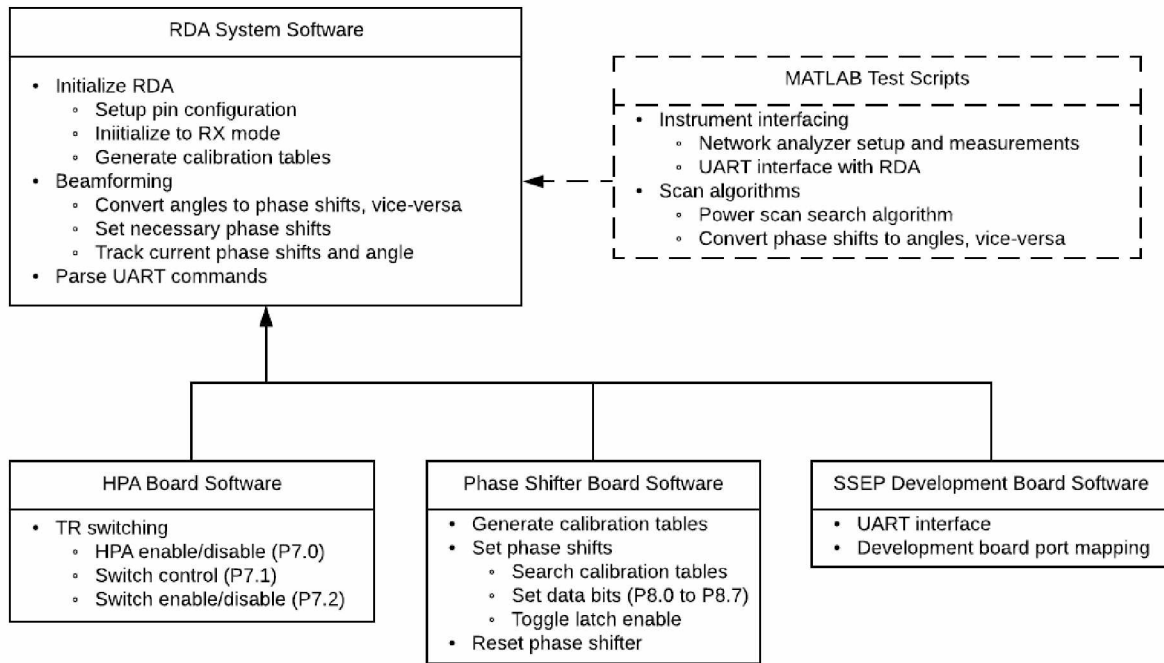 RDA System Software
• Initialize RDA
◦ Setup pin configuration
◦ Iniitialize to RX mode
◦ Generate calibration tables
• Beamforming
◦ Convert angles to phase shifts, vice-versa
◦ Set necessary phase shifts
◦ Track current phase shifts and angle
• Parse UART commands
MATLAB Test Scripts
• Instrument interfacing
◦ Network analyzer setup and measurements
◦ UART interface with RDA
• Scan algorithms
◦ Power scan search algorithm
◦ Convert phase shifts to angles, vice-versa
HPA Board Software
• TR switching
◦ HPA enable/disable (P7.0)
◦ Switch control (P7.1)
◦ Switch enable/disable (P7.2)
Phase Shifter Board Software
• Generate calibration tables
• Set phase shifts
◦ Search calibration tables
◦ Set data bits (P8.0 to P8.7)
◦ Toggle latch enable
• Reset phase shifter
SSEP Development Board Software
• UART interface
• Development board port mapping